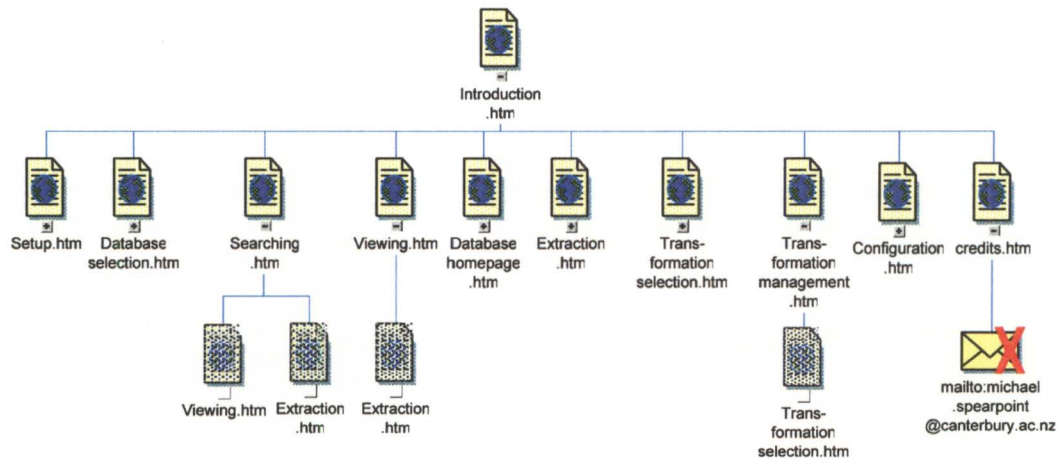 Introduction
.htm
Setup.htm
Database
selection.htm
Searching
.htm
Viewing.htm
Database
homepage
.htm
Extraction
.htm
Trans-
formation
selection.htm
Trans-
formation
management
.htm
Configuration
.htm
credits.htm
Viewing.htm
Extraction
.htm
Extraction
.htm
Trans-
formation
selection.htm
mailto:michael
.spearpoint
@canterbury.ac.nz